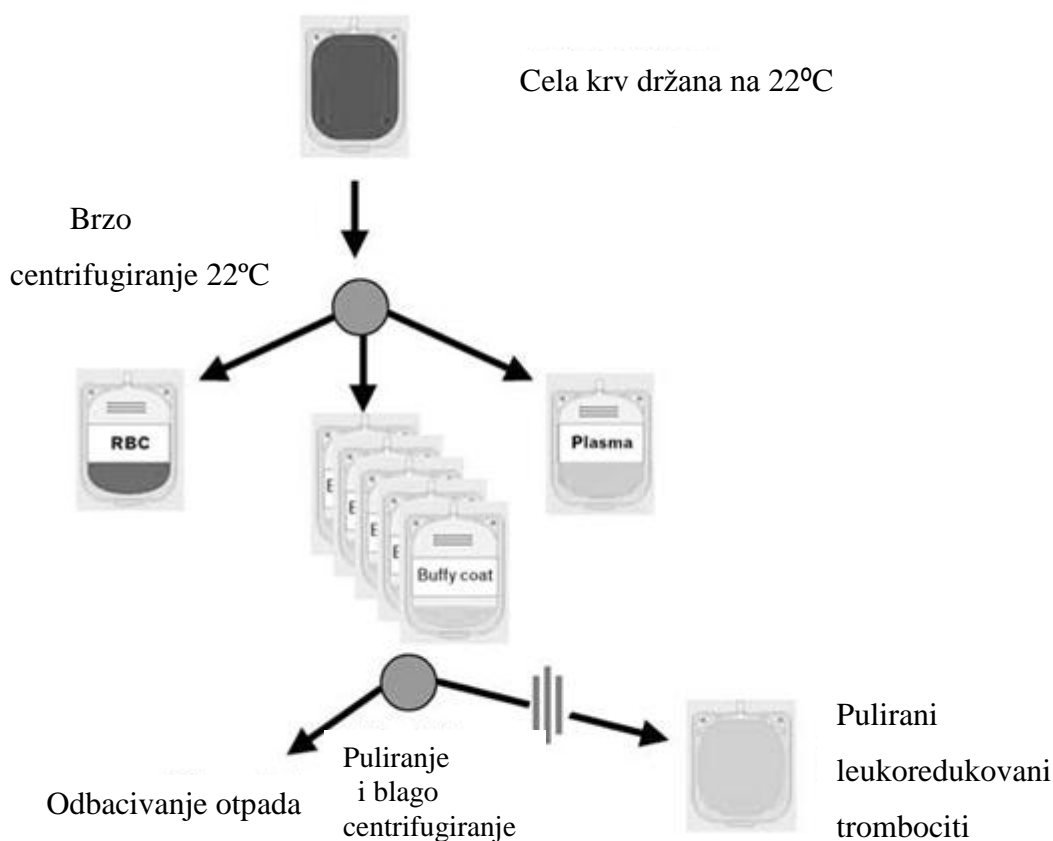 Cela krv držana na 22⁰C
Brzo
centrifugiranje 22ºC
RBC
Plasma
E
E
E
E
Buffy coat
Pulirani
leukoredukovani
trombociti
Puliranje
i blago
centrifugiranje
Odbacivanje otpada